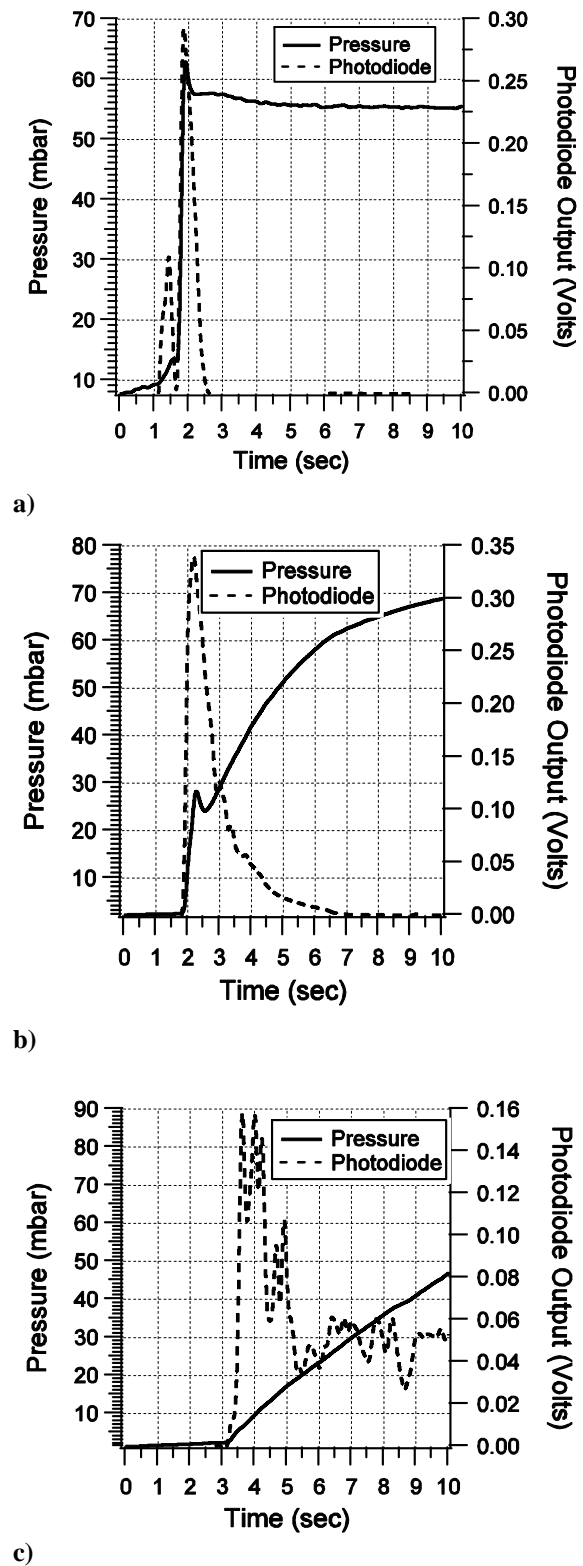 70
60
50
40
30
20
10
Pressure (mbar)
Pressure
Photodiode
0.30
0.25
0.20
0.15
0.10
0.05
0.00
Photodiode Output (Volts)
0 1 2 3 4 5 6 7 8 9 10
Time (sec)
a)
80
70
60
50
40
30
20
10
Pressure (mbar)
Pressure
Photodiode
0.35
0.30
0.25
0.20
0.15
0.10
0.05
0.00
Photodiode Output (Volts)
0 1 2 3 4 5 6 7 8 9 10
Time (sec)
b)
90
80
70
60
50
40
30
20
10
Pressure (mbar)
Pressure
Photodiode
0.16
0.14
0.12
0.10
0.08
0.06
0.04
0.02
0.00
Photodiode Output (Volts)
0 1 2 3 4 5 6 7 8 9 10
Time (sec)
c)